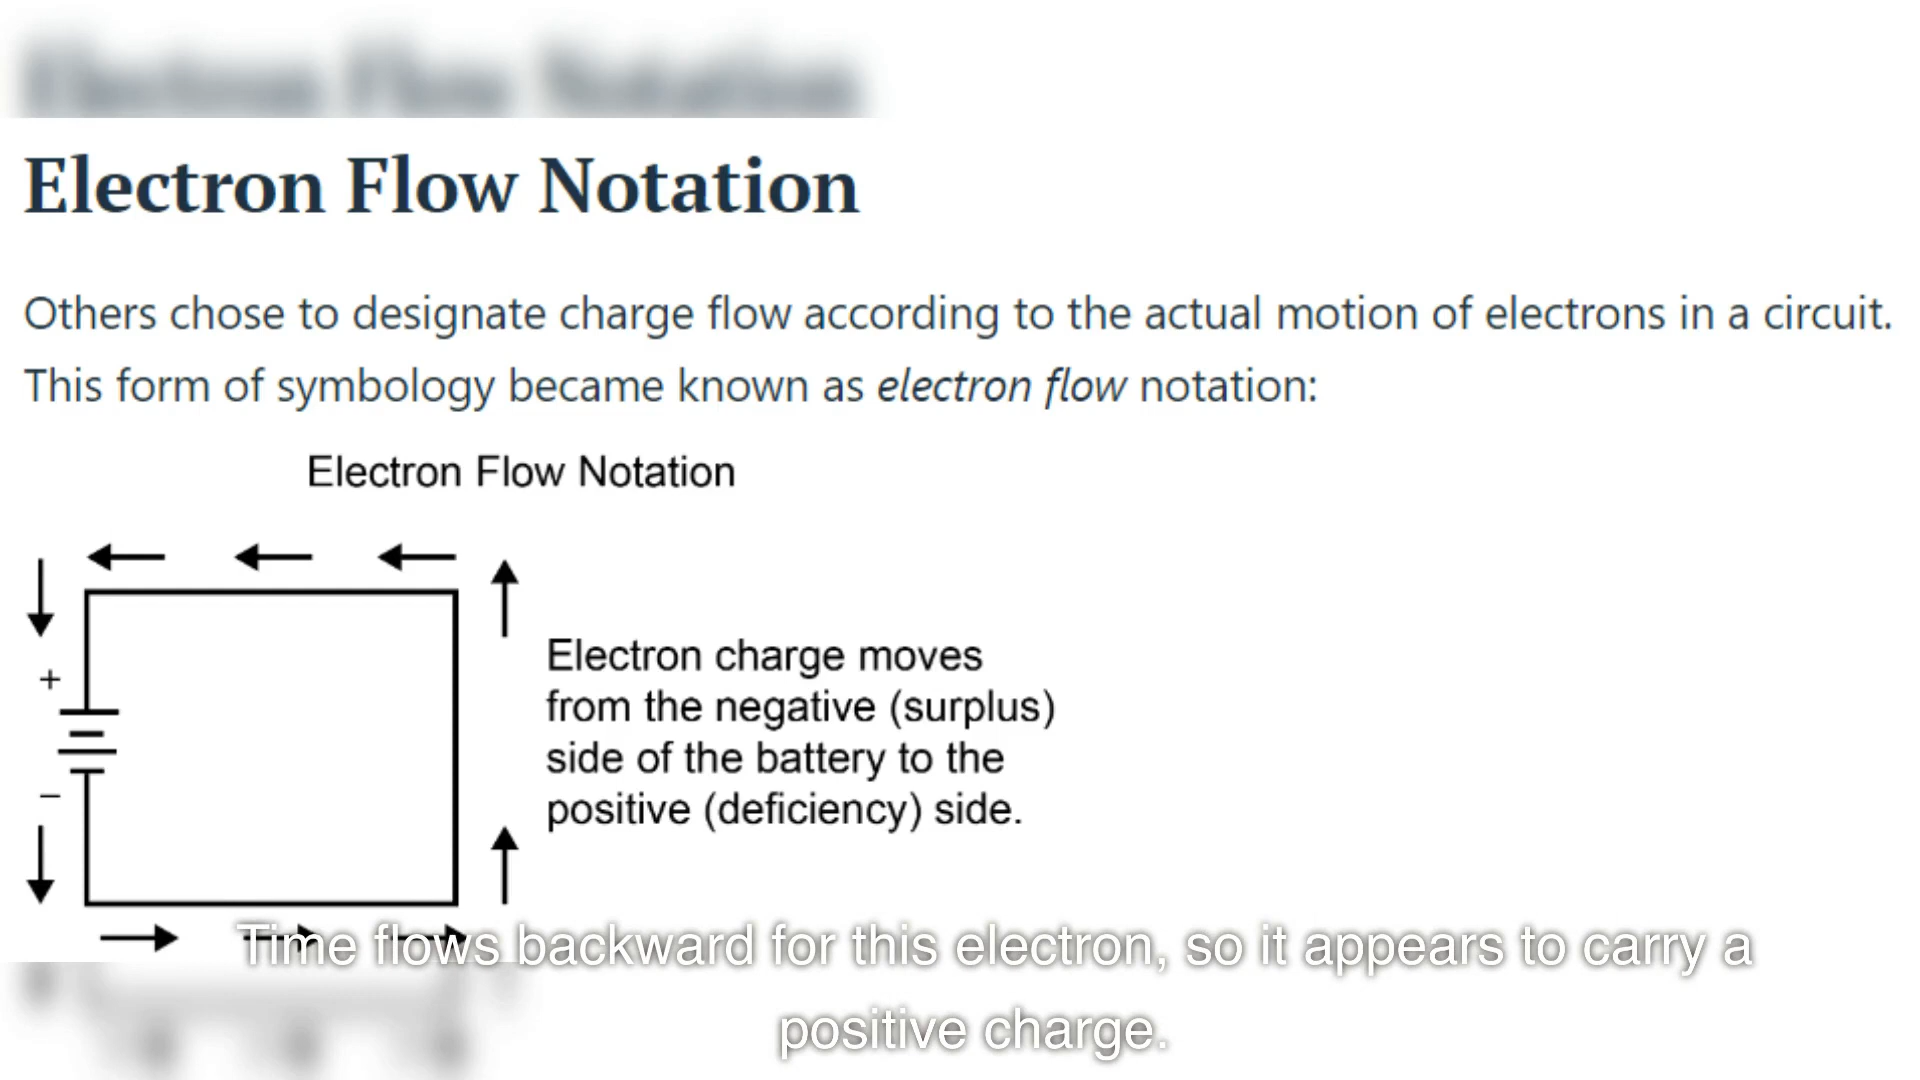 Electron Flow Notation
Electron Flow Notation
Others chose to designate charge flow according to the actual motion of electrons in a circuit.
This form of symbology became known as electron flow notation:
Electron Flow Notation
+
Electron charge moves
from the negative (surplus)
side of the battery to the
positive (deficiency) side.
–
Time flows backward for this electron, so it appears to carry a
positive charge.